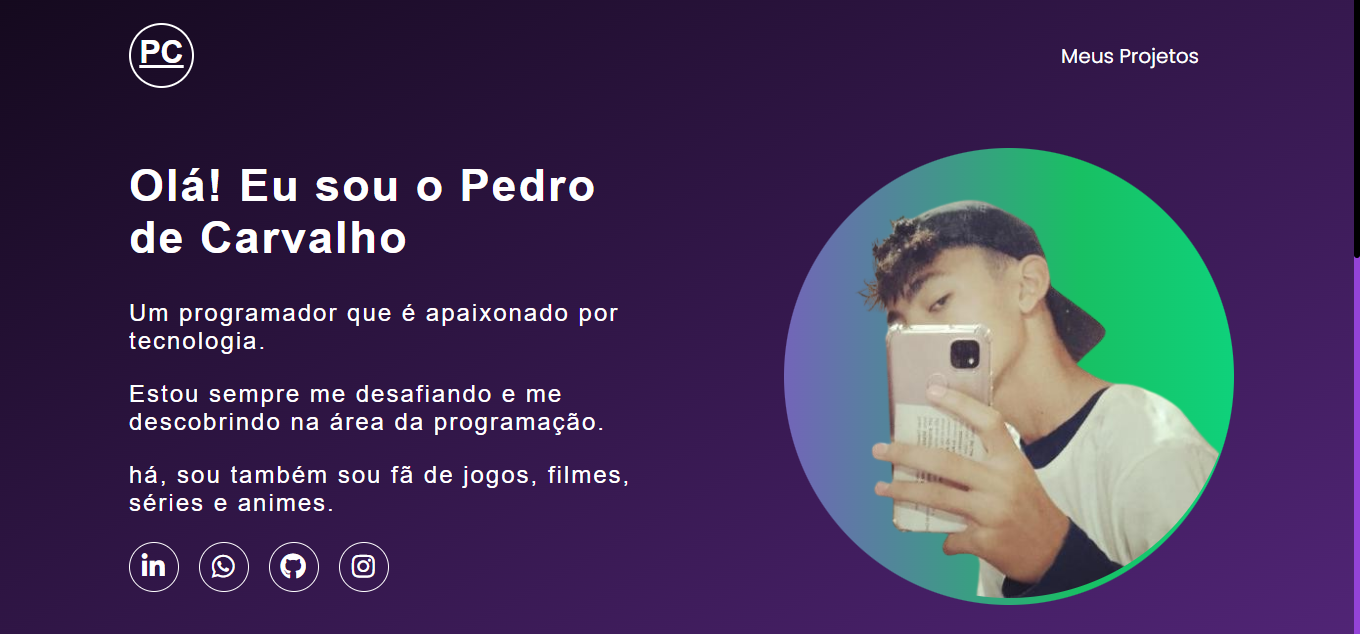 PC
Meus Projetos
Olá! Eu sou o Pedro
de Carvalho
Um programador que é apaixonado por
tecnologia.
Estou sempre me desafiando e me
descobrindo na área da programação.
há, sou também sou fã de jogos, filmes,
séries e animes.
in